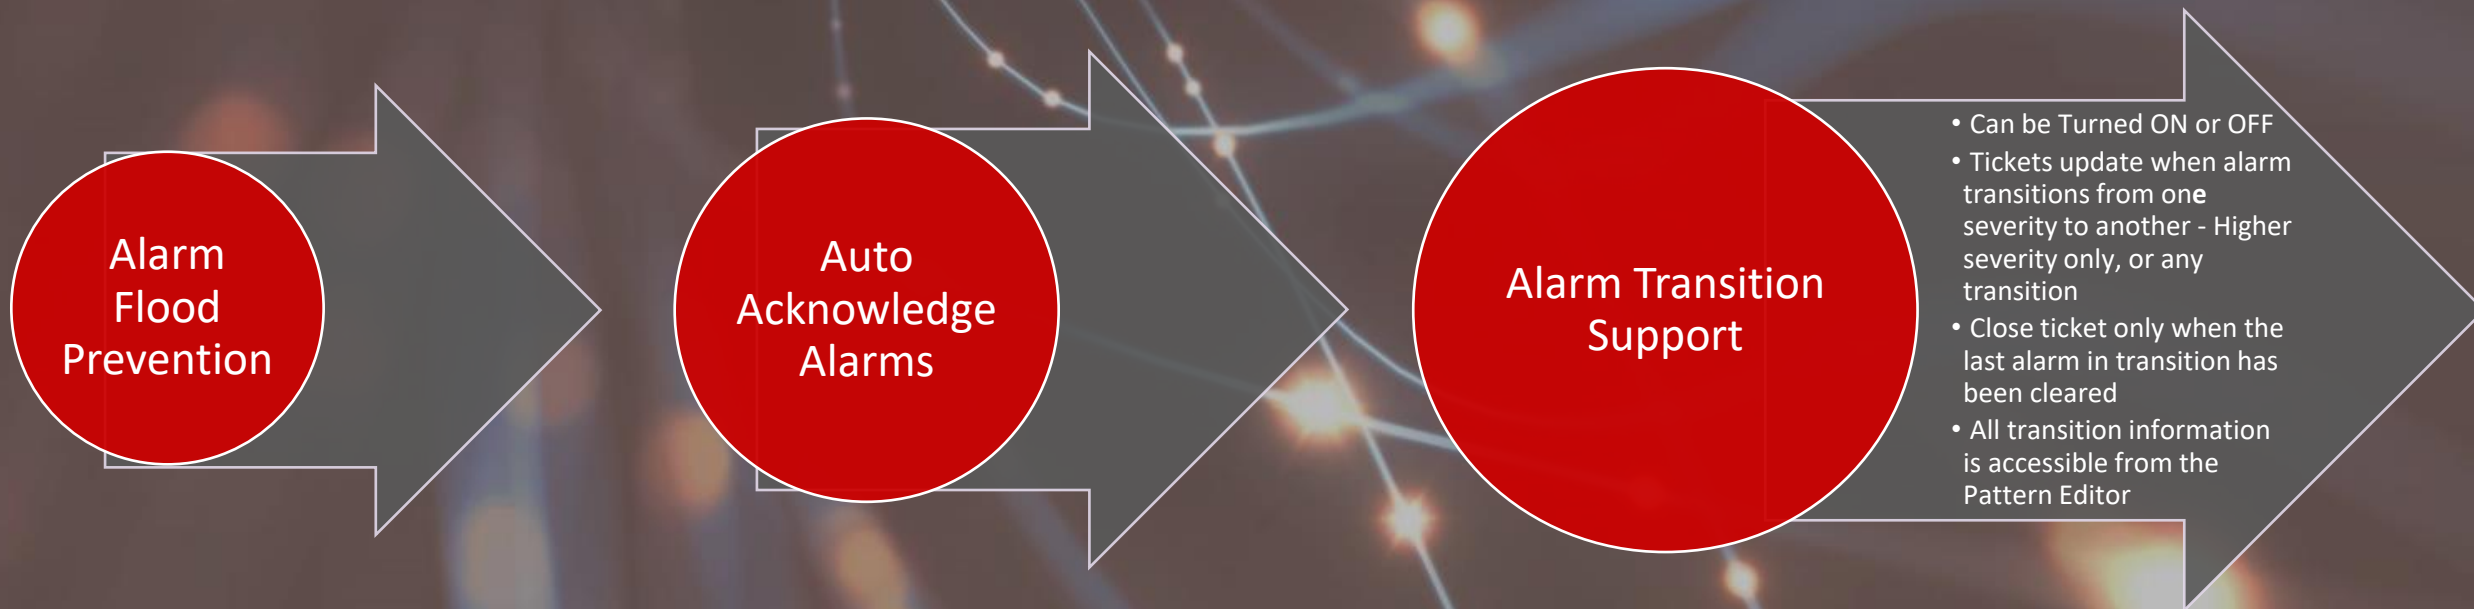 Alarm
Flood
Prevention
Auto
Acknowledge
Alarms
Alarm Transition
Support
• Can be Turned ON or OFF
• Tickets update when alarm
transitions from one
severity to another - Higher
severity only, or any
transition
• Close ticket only when the
last alarm in transition has
been cleared
• All transition information
is accessible from the
Pattern Editor